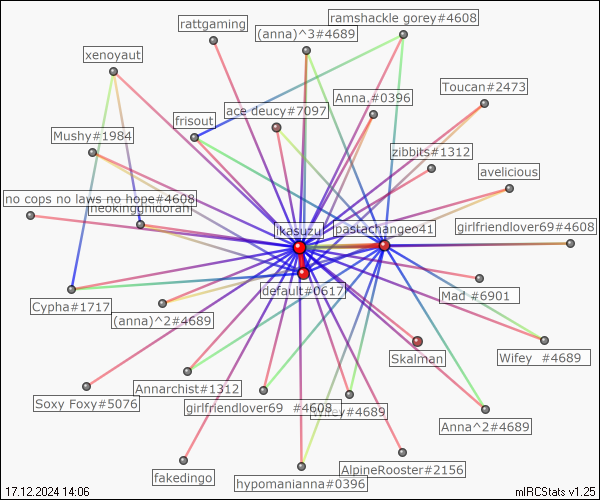 rattgaming
ramshackle gorey#4608
(anna)^3#4689
xenoyaut
Toucan#2473
Anna.#0396
ace deucy#7097
frisout
Mushy#1984
zibbits#1312
avelicious
no cops no laws no hope#4608
neokingghidorah
ikasuzu
pastachangeo41
girlfriendlover69#4608
default#0617
Mad #6901
Cypha#1717
(anna)^2#4689
Skalman
Wifey #4689
Annarchist#1312
Soxy Foxy#5076
girlfriendlover69 #4608
Wifey#4689
Anna^2#4689
AlpineRooster#2156
fakedingo
hypomanianna#0396
17.12.2024 14:06
mIRCStats v1.25